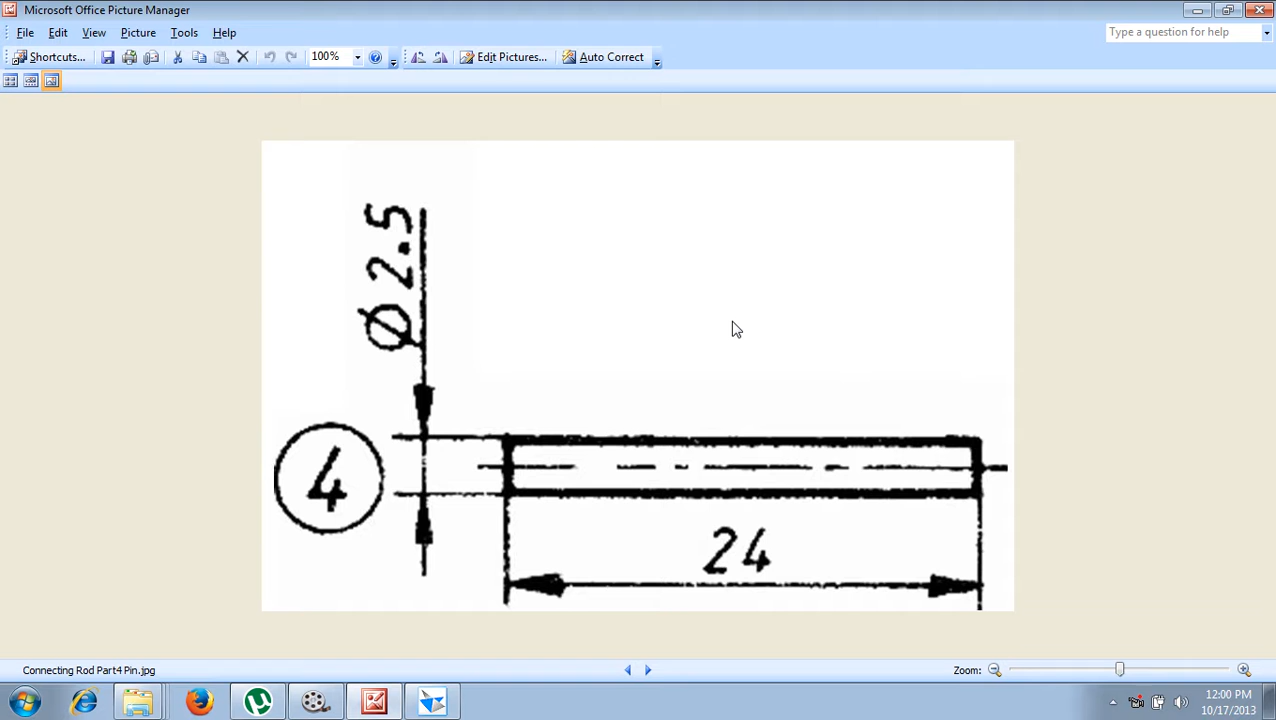 Microsoft Office Picture Manager
File Edit View Picture Tools Help
Type a question for help
Shortcuts... 100% Edit Pictures... Auto Correct
Ø 2.5
4
24
Connecting Rod Part4 Pin.jpg
Zoom:
12:00 PM
10/17/2013